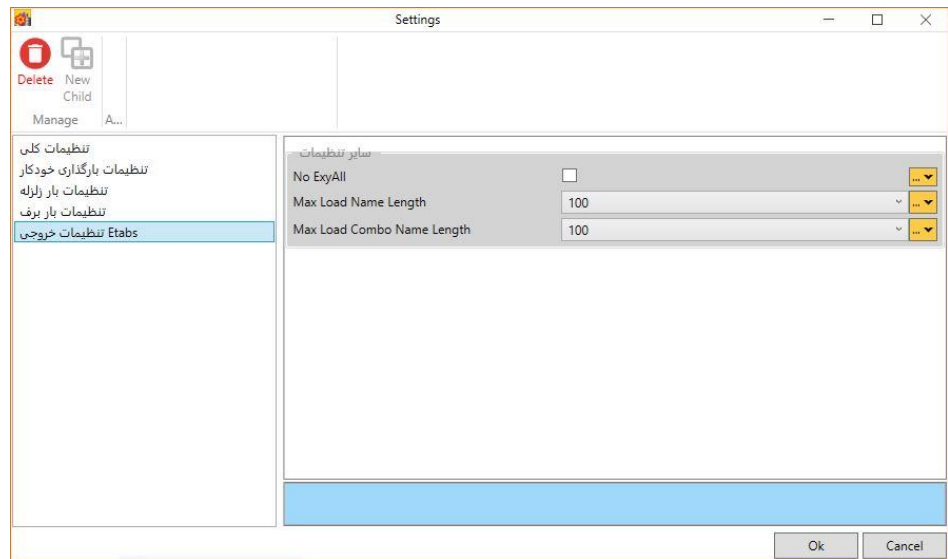 Settings
Delete
New
Child
Manage
A...
تنظیمات کلی
تنظیمات بارگذاری خودکار
تنظیمات بار زلزله
تنظیمات بار برف
تنظیمات خروجی Etabs
سایر تنظیمات
No ExyAll
...
Max Load Name Length 100 ...
Max Load Combo Name Length 100 ...
Ok
Cancel